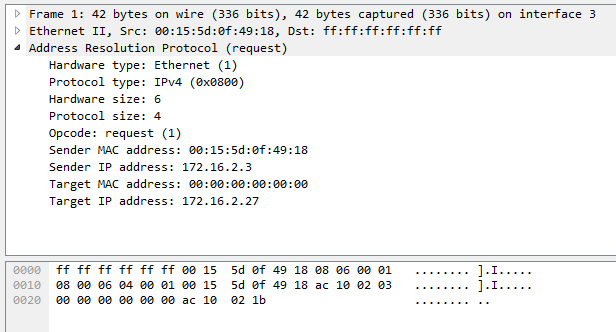 Frame 1: 42 bytes on wire (336 bits), 42 bytes captured (336 bits) on interface 3
Ethernet II, Src: 00:15:5d:0f:49:18, Dst: ff:ff:ff:ff:ff:ff
Address Resolution Protocol (request)
Hardware type: Ethernet (1)
Protocol type: IPv4 (0x0800)
Hardware size: 6
Protocol size: 4
Opcode: request (1)
Sender MAC address: 00:15:5d:0f:49:18
Sender IP address: 172.16.2.3
Target MAC address: 00:00:00:00:00:00
Target IP address: 172.16.2.27
0000 ff ff ff ff ff ff 00 15 5d 0f 49 18 08 06 00 01 ........ ].I.....
0010 08 00 06 04 00 01 00 15 5d 0f 49 18 ac 10 02 03 ........ ].I.....
0020 00 00 00 00 00 00 ac 10 02 1b ........ ..